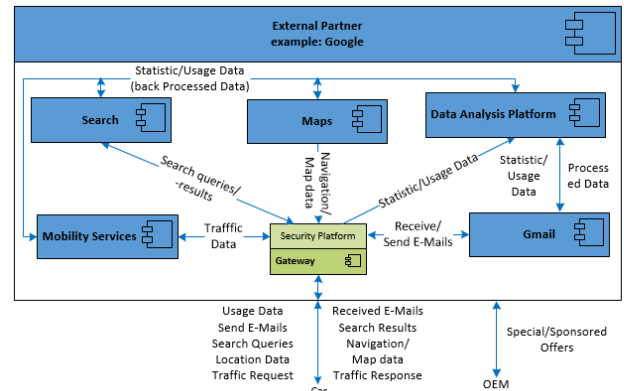 External Partner
example: Google
Statistic/Usage Data
(back Processed Data)
Search
Maps
Data Analysis Platform
Search queries/
-results
Navigation/
Map data
Statistic/Usage Data
Statistic/
Usage
Data
Process
ed Data
Mobility Services
Trafffic
Data
Security Platform
Gateway
Receive/
Send E-Mails
Gmail
Usage Data
Send E-Mails
Search Queries
Location Data
Traffic Request
Received E-Mails
Search Results
Navigation/
Map data
Traffic Response
Special/Sponsored
Offers
OEM